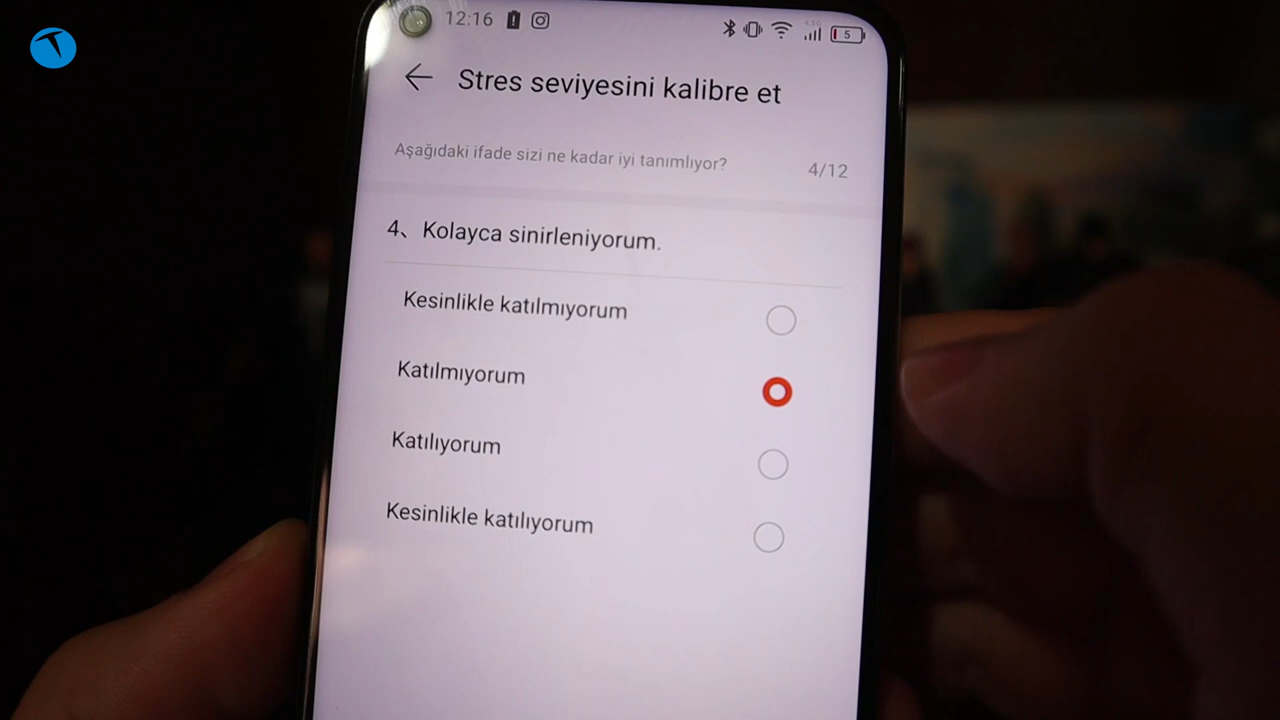 12:16
5
Stres seviyesini kalibre et
Aşağıdaki ifade sizi ne kadar iyi tanımlıyor?
4/12
4、 Kolayca sinirleniyorum.
Kesinlikle katılmıyorum
Katılmıyorum
Katılıyorum
Kesinlikle katılıyorum